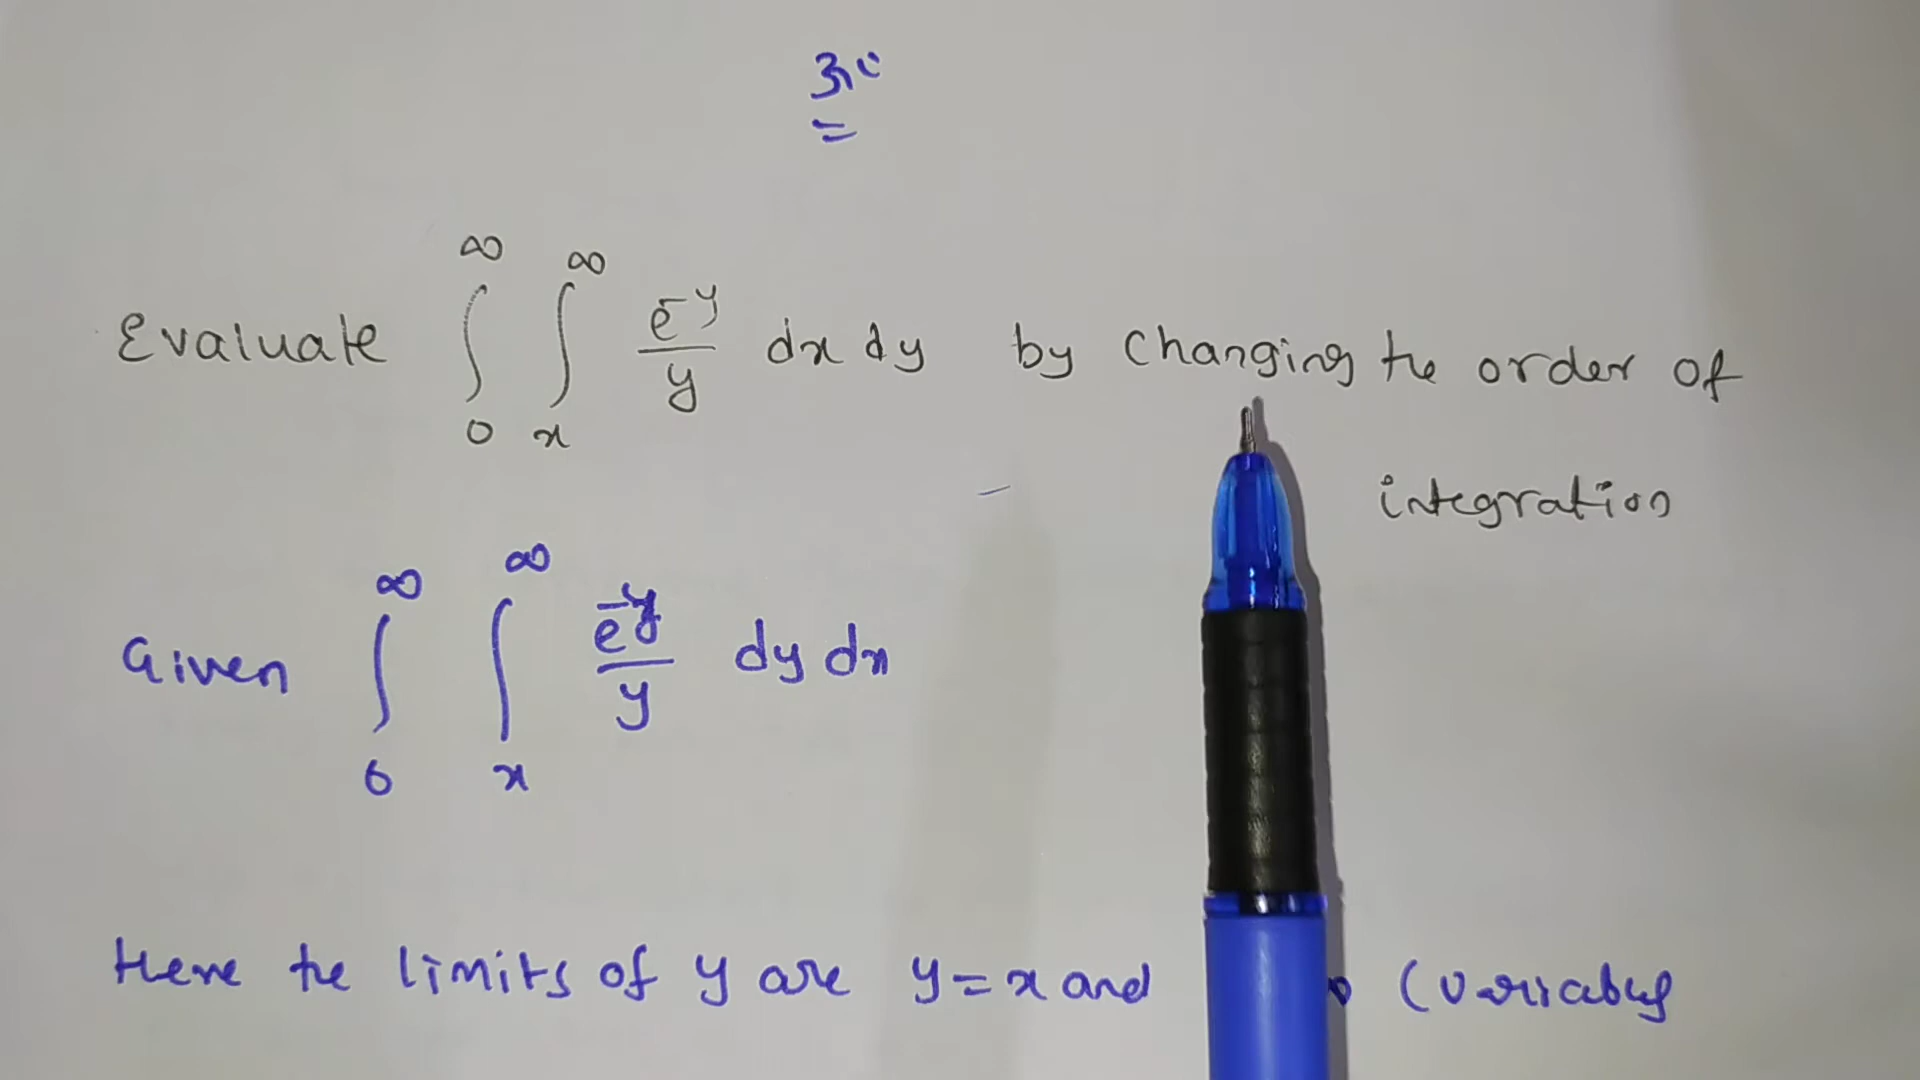 Evaluate ∫₀^∞ ∫ₓ^∞ e^-y/y dx dy by changing the order of
integration
Given ∫₀^∞ ∫ₓ^∞ e^-y/y dy dx
Here the limits of y are y=x and (variables